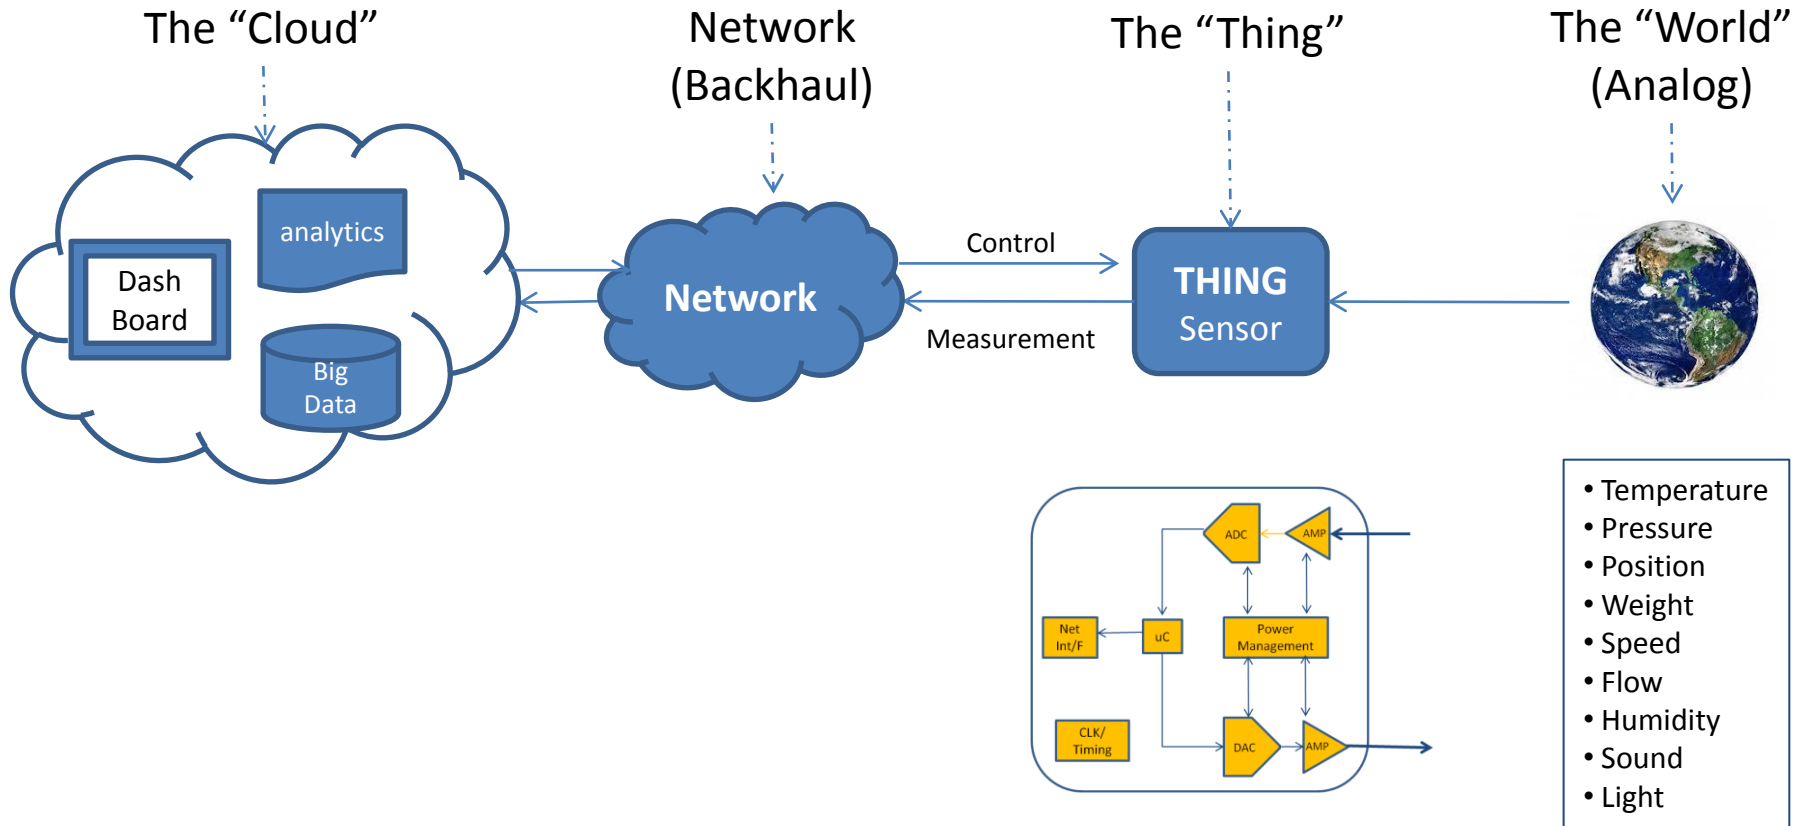 The “Cloud”
Network
(Backhaul)
The “Thing”
The “World”
(Analog)
analytics
Dash
Board
Big
Data
Network
Control
Measurement
THING
Sensor
ADC
AMP
Net
Int/F
uC
Power
Management
CLK/
Timing
DAC
AMP
• Temperature
• Pressure
• Position
• Weight
• Speed
• Flow
• Humidity
• Sound
• Light